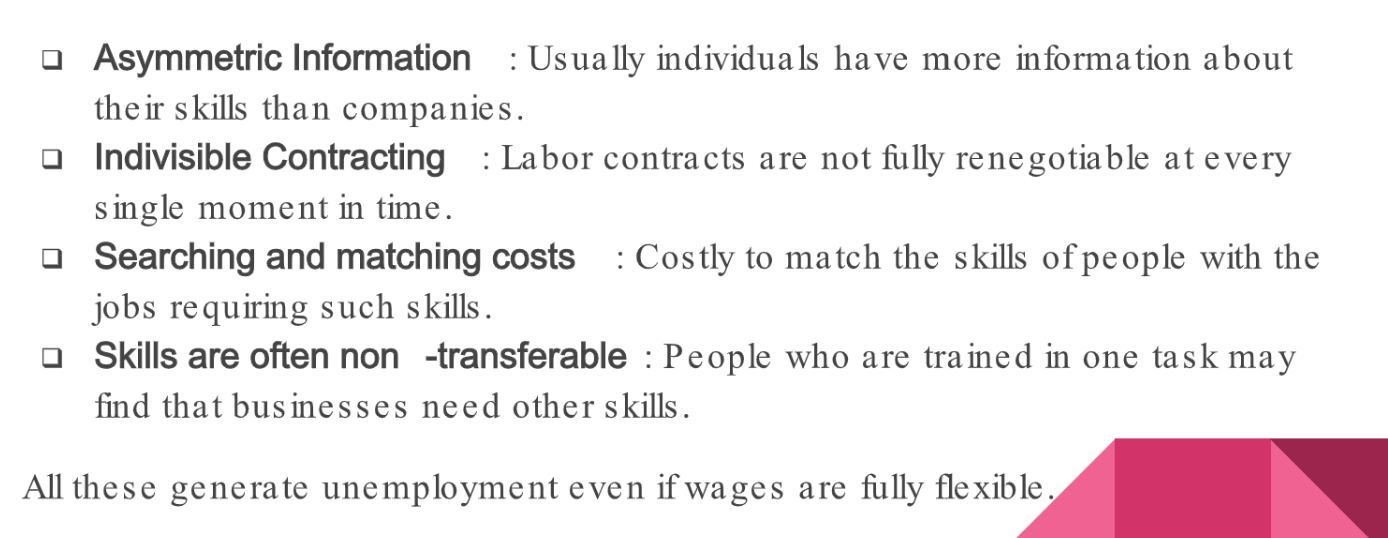 ❑ Asymmetric Information : Usually individuals have more information about
their skills than companies.
❑ Indivisible Contracting : Labor contracts are not fully renegotiable at every
single moment in time.
❑ Searching and matching costs : Costly to match the skills of people with the
jobs requiring such skills.
❑ Skills are often non -transferable : People who are trained in one task may
find that businesses need other skills.
All these generate unemployment even if wages are fully flexible.